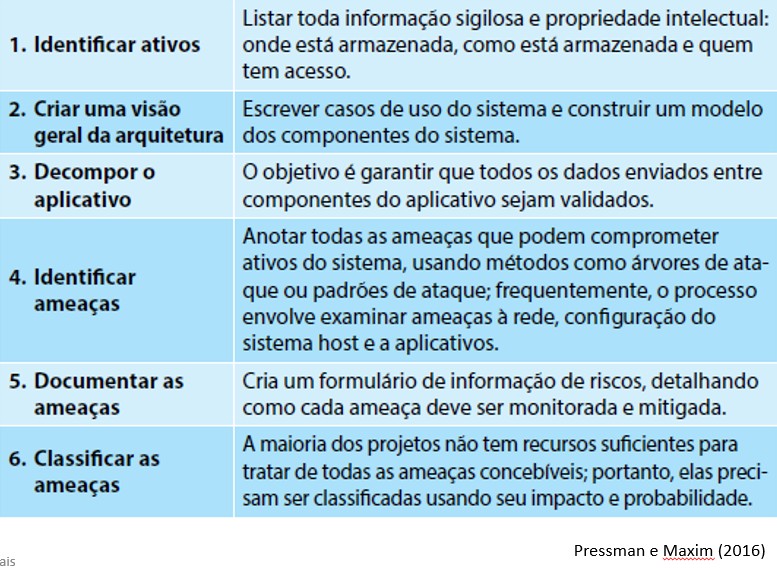 1. Identificar ativos
Listar toda informação sigilosa e propriedade intelectual:
onde está armazenada, como está armazenada e quem
tem acesso.
2. Criar uma visão
geral da arquitetura
Escrever casos de uso do sistema e construir um modelo
dos componentes do sistema.
3. Decompor o
aplicativo
O objetivo é garantir que todos os dados enviados entre
componentes do aplicativo sejam validados.
4. Identificar
ameaças
Anotar todas as ameaças que podem comprometer
ativos do sistema, usando métodos como árvores de ata-
que ou padrões de ataque; frequentemente, o processo
envolve examinar ameaças à rede, configuração do
sistema host e a aplicativos.
5. Documentar as
ameaças
Cria um formulário de informação de riscos, detalhando
como cada ameaça deve ser monitorada e mitigada.
6. Classificar as
ameaças
A maioria dos projetos não tem recursos suficientes para
tratar de todas as ameaças concebíveis; portanto, elas preci-
sam ser classificadas usando seu impacto e probabilidade.
Pressman e Maxim (2016)
ais